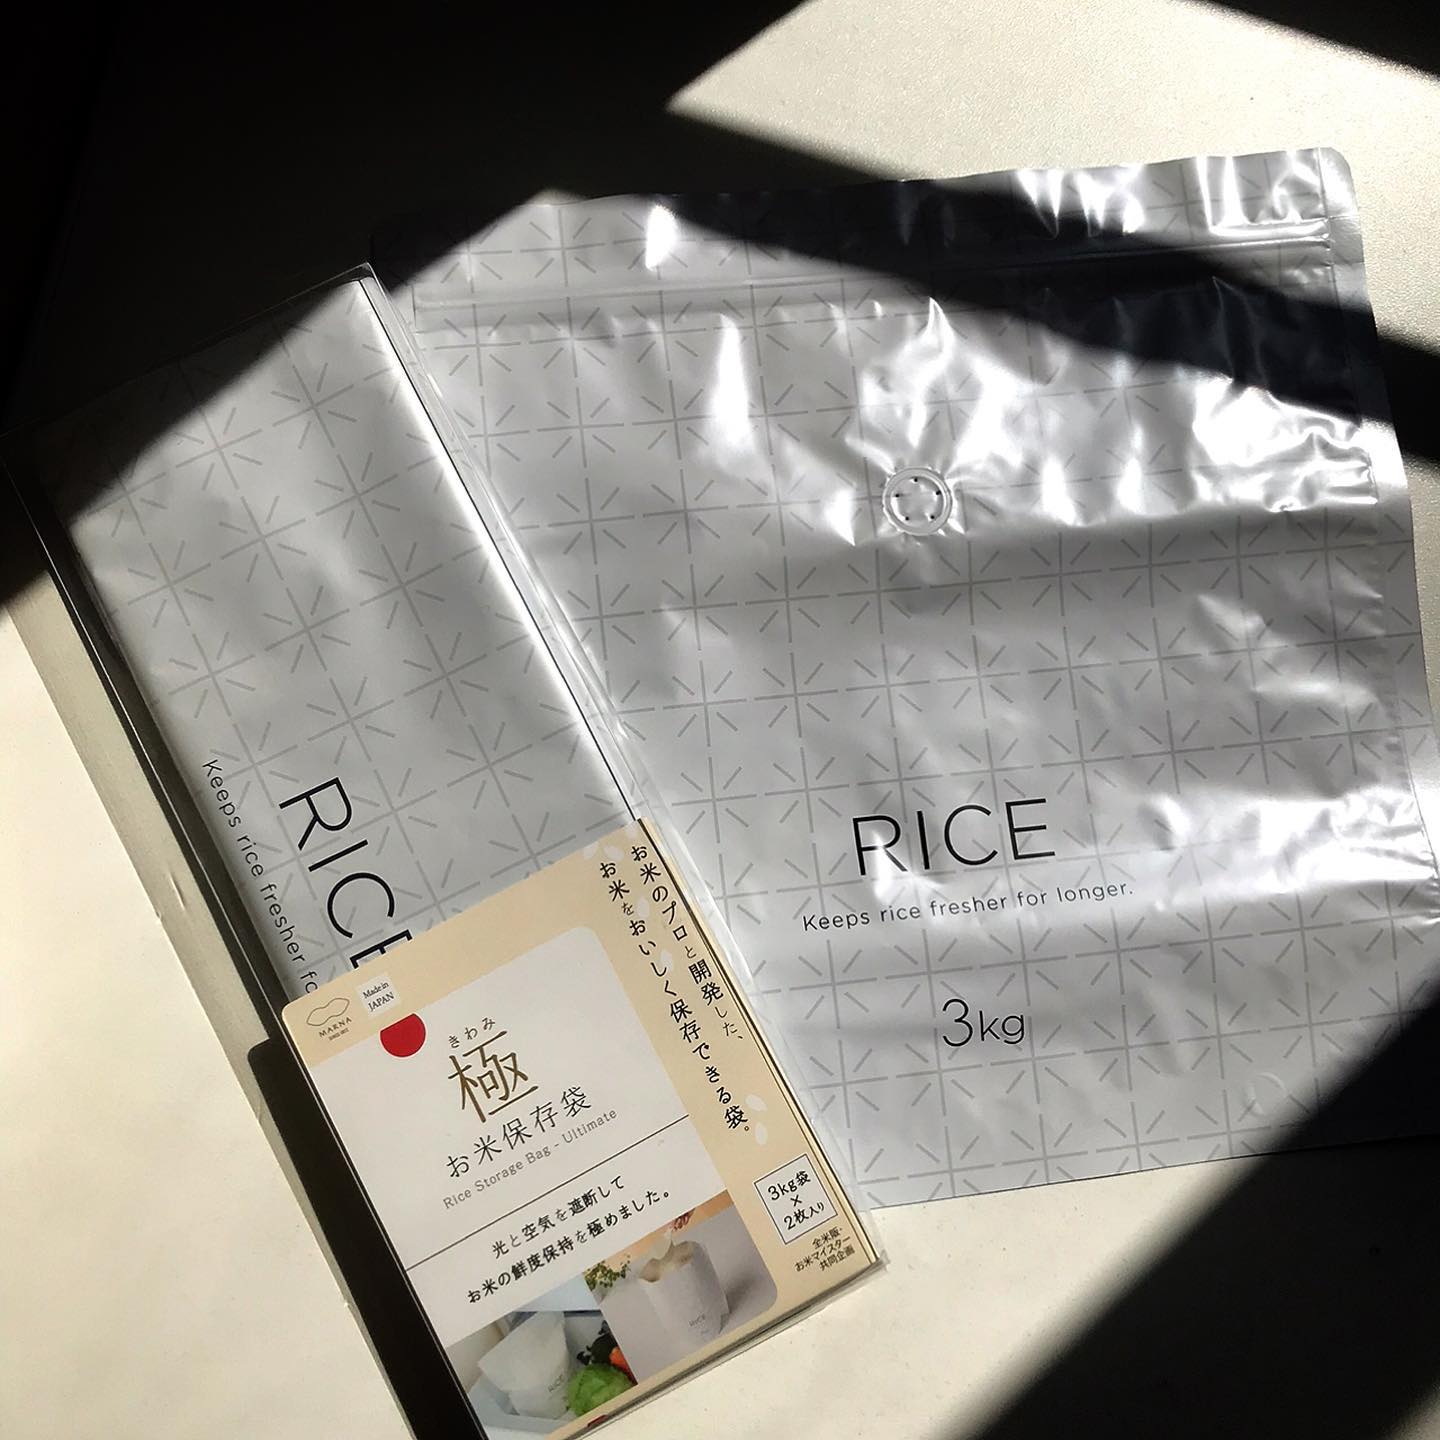 RICE
Keeps rice fresher for longer.
3kg
RICE
Keeps rice fresher fo
お米のプロと開発した、
お米をおいしく保存できる袋。
MARNA
Made in
JAPAN
きわみ
極
お米保存袋
Rice Storage Bag - Ultimate
光と空気を遮断して
お米の鮮度保持を極めました。
3kg袋
×
2枚入り
全米販・
お米マイスター
共同企画
RICE
RICE